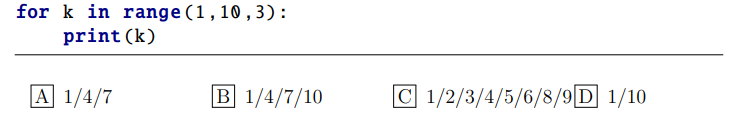 for k in range(1,10,3):
    print(k)
A 1/4/7 B 1/4/7/10 C 1/2/3/4/5/6/8/9 D 1/10